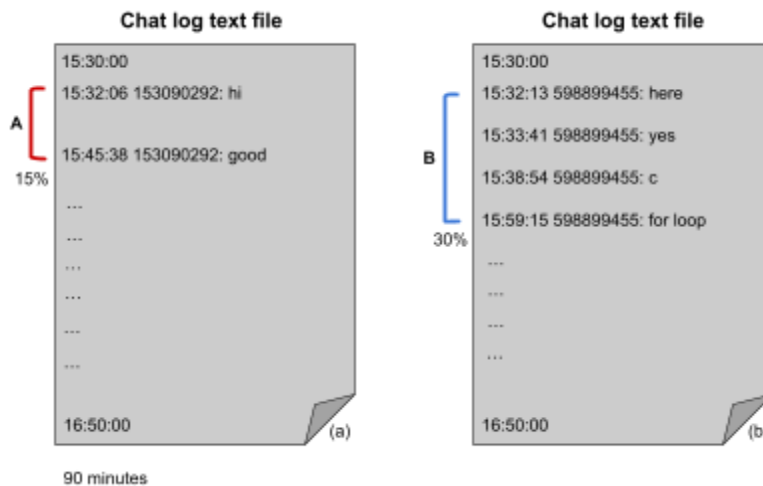 Chat log text file
15:30:00
15:32:06 153090292: hi
A
15:45:38 153090292: good
15%
...
...
...
...
...
...
16:50:00
(a)
90 minutes
Chat log text file
15:30:00
15:32:13 598899455: here
15:33:41 598899455: yes
B
15:38:54 598899455: c
15:59:15 598899455: for loop
30%
...
...
...
...
16:50:00
(b